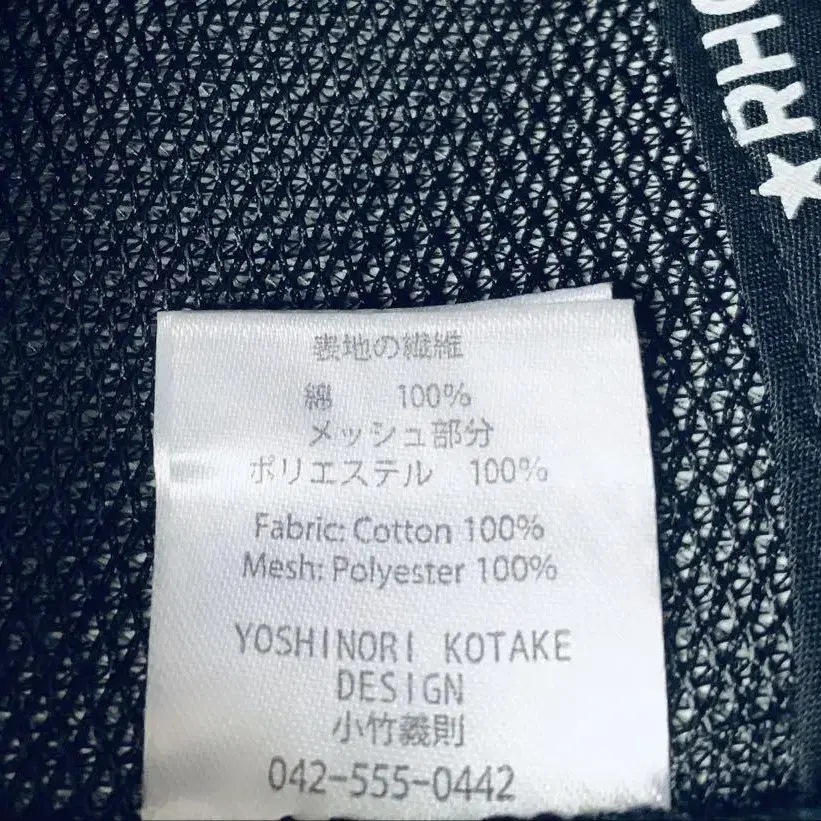 表地の繊維
綿 100%
メッシュ部分
ポリエステル 100%
Fabric: Cotton 100%
Mesh: Polyester 100%
YOSHINORI KOTAKE
DESIGN
小竹義則
042-555-0442
★RH